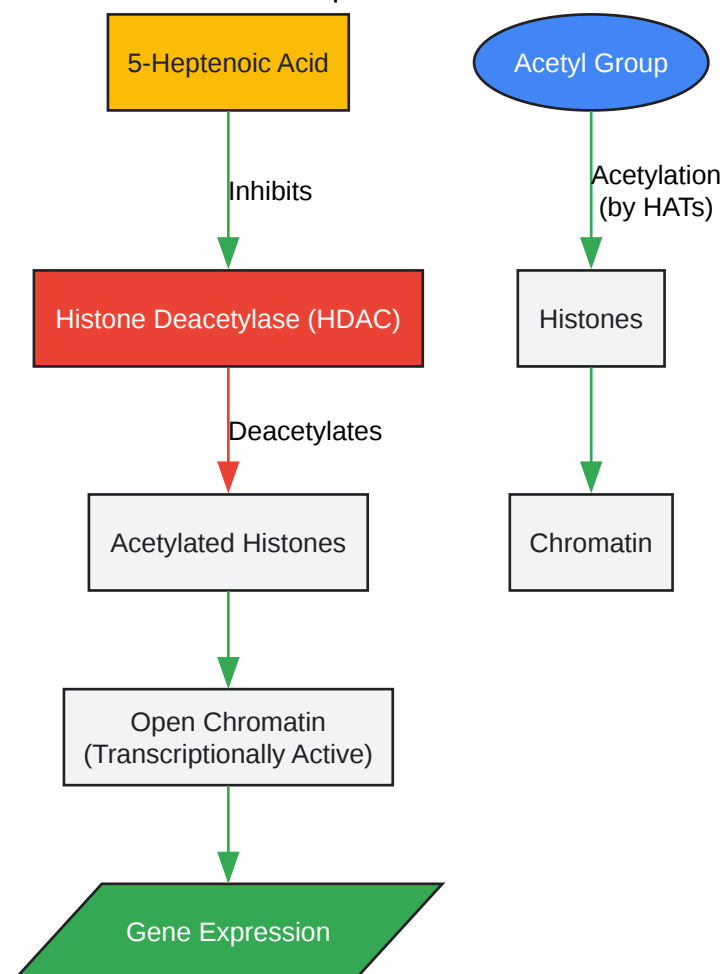 5-Heptenoic Acid
Acetyl Group
Inhibits
Acetylation
(by HATs)
Histone Deacetylase (HDAC)
Histones
Deacetylates
Acetylated Histones
Chromatin
Open Chromatin
(Transcriptionally Active)
Gene Expression